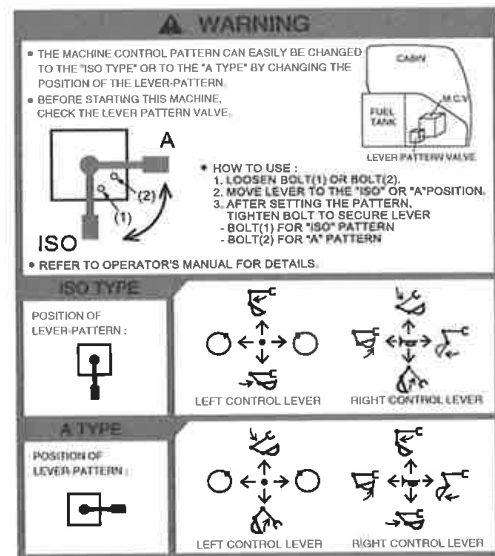 WARNING
• THE MACHINE CONTROL PATTERN CAN EASILY BE CHANGED
TO THE "ISO TYPE" OR TO THE "A TYPE" BY CHANGING THE
POSITION OF THE LEVER-PATTERN.
• BEFORE STARTING THIS MACHINE,
CHECK THE LEVER PATTERN VALVE.
CABIN
M.C.V
FUEL
TANK
LEVER PATTERN VALVE
A
(2)
(1)
ISO
• HOW TO USE :
1. LOOSEN BOLT(1) OR BOLT(2).
2. MOVE LEVER TO THE "ISO" OR "A"POSITION.
3. AFTER SETTING THE PATTERN,
TIGHTEN BOLT TO SECURE LEVER
- BOLT(1) FOR "ISO" PATTERN
- BOLT(2) FOR "A" PATTERN
• REFER TO OPERATOR'S MANUAL FOR DETAILS.
ISO TYPE
POSITION OF
LEVER-PATTERN :
LEFT CONTROL LEVER
RIGHT CONTROL LEVER
A TYPE
POSITION OF
LEVER-PATTERN :
LEFT CONTROL LEVER
RIGHT CONTROL LEVER